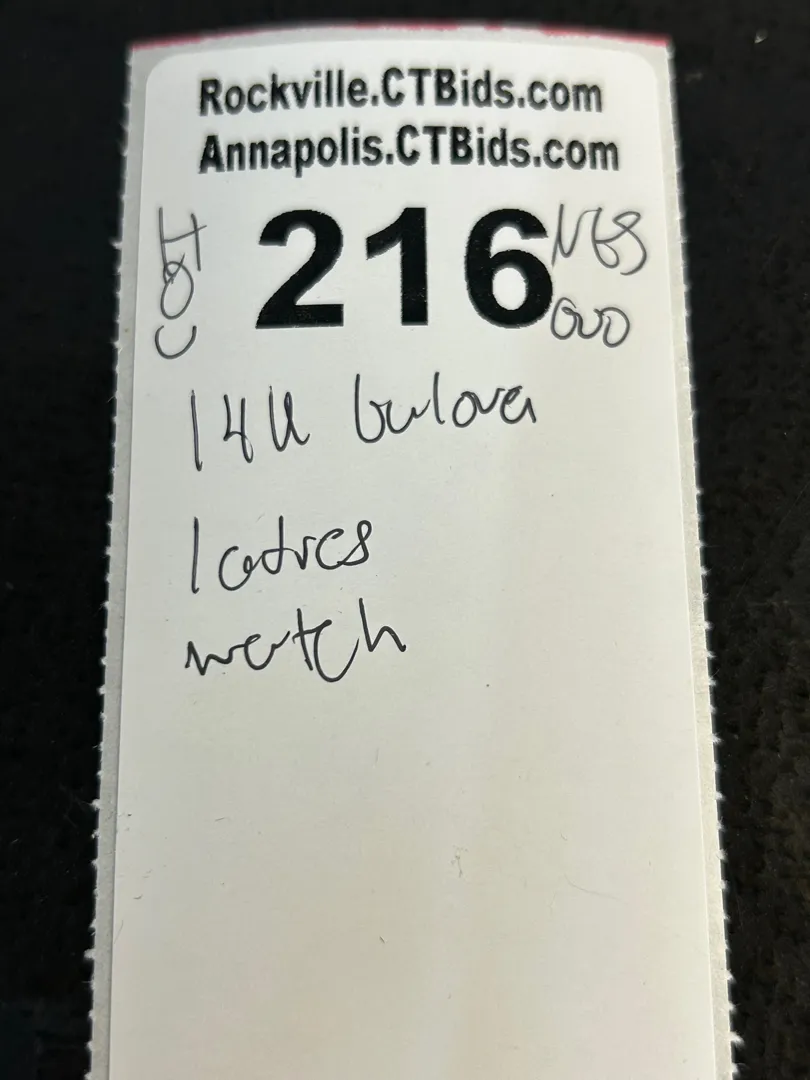 Rockville.CTBids.com
Annapolis.CTBids.com
216
14k bulova
ladies
watch